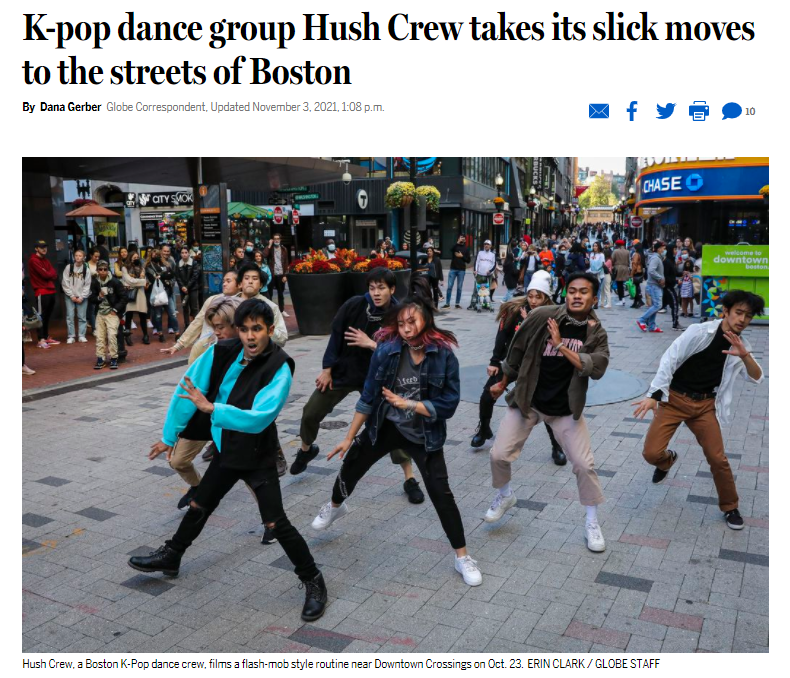 K-pop dance group Hush Crew takes its slick moves
to the streets of Boston
By Dana Gerber Globe Correspondent, Updated November 3, 2021, 1:08 p.m.
10
CITY SMOK
T
STARBUCKS
CHASE
welcome to
downtown
boston
Hush Crew, a Boston K-Pop dance crew, films a flash-mob style routine near Downtown Crossings on Oct. 23. ERIN CLARK / GLOBE STAFF